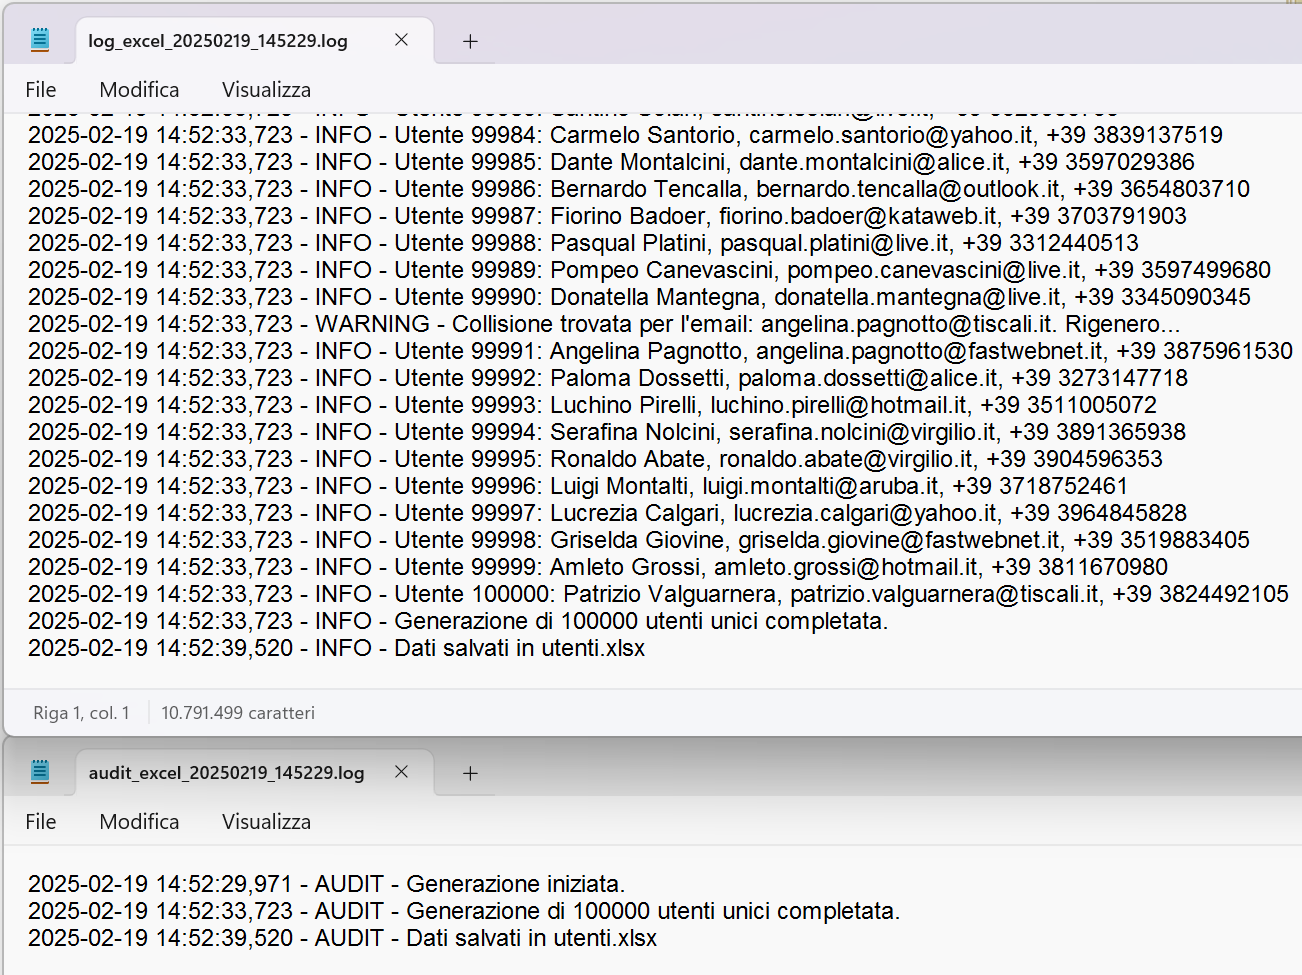 log_excel_20250219_145229.log
File Modifica Visualizza
2025-02-19 14:52:33,723 - INFO - Utente 99984: Carmelo Santorio, carmelo.santorio@yahoo.it, +39 3839137519
2025-02-19 14:52:33,723 - INFO - Utente 99985: Dante Montalcini, dante.montalcini@alice.it, +39 3597029386
2025-02-19 14:52:33,723 - INFO - Utente 99986: Bernardo Tencalla, bernardo.tencalla@outlook.it, +39 3654803710
2025-02-19 14:52:33,723 - INFO - Utente 99987: Fiorino Badoer, fiorino.badoer@kataweb.it, +39 3703791903
2025-02-19 14:52:33,723 - INFO - Utente 99988: Pasqual Platini, pasqual.platini@live.it, +39 3312440513
2025-02-19 14:52:33,723 - INFO - Utente 99989: Pompeo Canevascini, pompeo.canevascini@live.it, +39 3597499680
2025-02-19 14:52:33,723 - INFO - Utente 99990: Donatella Mantegna, donatella.mantegna@live.it, +39 3345090345
2025-02-19 14:52:33,723 - WARNING - Collisione trovata per l'email: angelina.pagnotto@tiscali.it. Rigenero...
2025-02-19 14:52:33,723 - INFO - Utente 99991: Angelina Pagnotto, angelina.pagnotto@fastwebnet.it, +39 3875961530
2025-02-19 14:52:33,723 - INFO - Utente 99992: Paloma Dossetti, paloma.dossetti@alice.it, +39 3273147718
2025-02-19 14:52:33,723 - INFO - Utente 99993: Luchino Pirelli, luchino.pirelli@hotmail.it, +39 3511005072
2025-02-19 14:52:33,723 - INFO - Utente 99994: Serafina Nolcini, serafina.nolcini@virgilio.it, +39 3891365938
2025-02-19 14:52:33,723 - INFO - Utente 99995: Ronaldo Abate, ronaldo.abate@virgilio.it, +39 3904596353
2025-02-19 14:52:33,723 - INFO - Utente 99996: Luigi Montalti, luigi.montalti@aruba.it, +39 3718752461
2025-02-19 14:52:33,723 - INFO - Utente 99997: Lucrezia Calgari, lucrezia.calgari@yahoo.it, +39 3964845828
2025-02-19 14:52:33,723 - INFO - Utente 99998: Griselda Giovine, griselda.giovine@fastwebnet.it, +39 3519883405
2025-02-19 14:52:33,723 - INFO - Utente 99999: Amleto Grossi, amleto.grossi@hotmail.it, +39 3811670980
2025-02-19 14:52:33,723 - INFO - Utente 100000: Patrizio Valguarnera, patrizio.valguarnera@tiscali.it, +39 3824492105
2025-02-19 14:52:33,723 - INFO - Generazione di 100000 utenti unici completata.
2025-02-19 14:52:39,520 - INFO - Dati salvati in utenti.xlsx
Riga 1, col. 1 10.791.499 caratteri
audit_excel_20250219_145229.log
File Modifica Visualizza
2025-02-19 14:52:29,971 - AUDIT - Generazione iniziata.
2025-02-19 14:52:33,723 - AUDIT - Generazione di 100000 utenti unici completata.
2025-02-19 14:52:39,520 - AUDIT - Dati salvati in utenti.xlsx